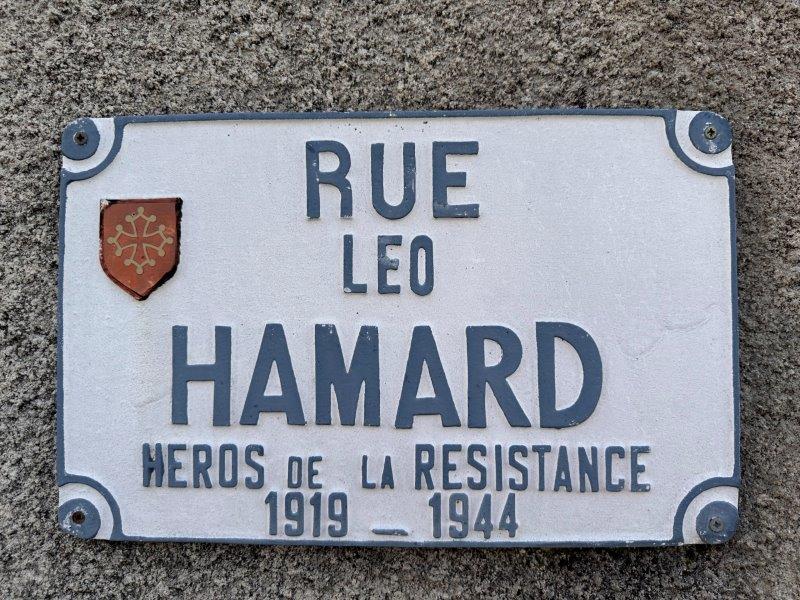 RUE
LEO
HAMARD
HEROS DE LA RESISTANCE
1919 _ 1944